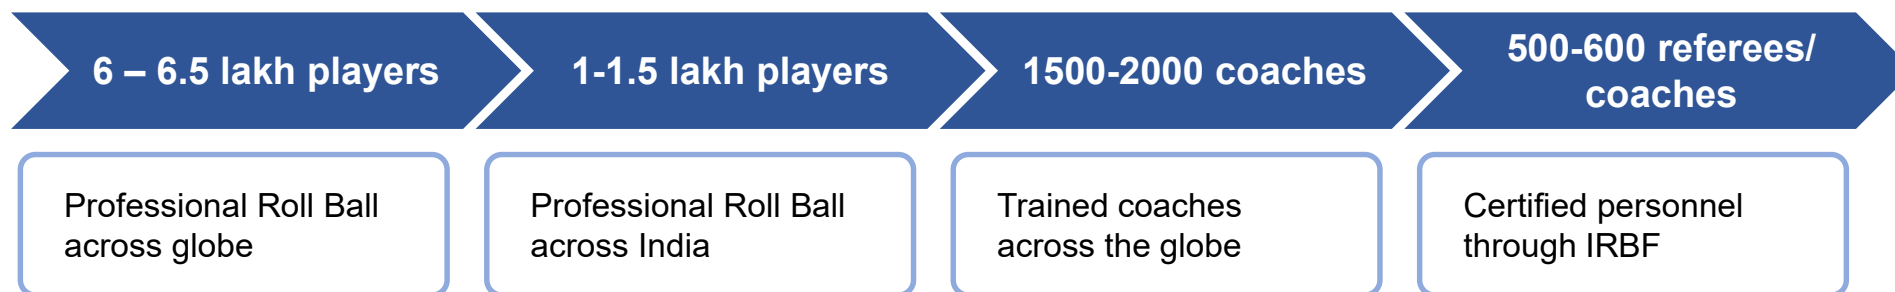 6 – 6.5 lakh players
1-1.5 lakh players
1500-2000 coaches
500-600 referees/
coaches
Professional Roll Ball
across globe
Professional Roll Ball
across India
Trained coaches
across the globe
Certified personnel
through IRBF